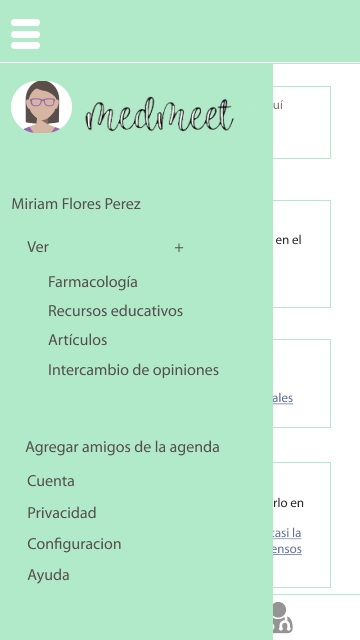 medmeet
uí
Miriam Flores Perez
Ver +
en el
Farmacología
Recursos educativos
Artículos
Intercambio de opiniones
ales
Agregar amigos de la agenda
Cuenta
rlo en
Privacidad
casi la
Configuracion
ensos
Ayuda